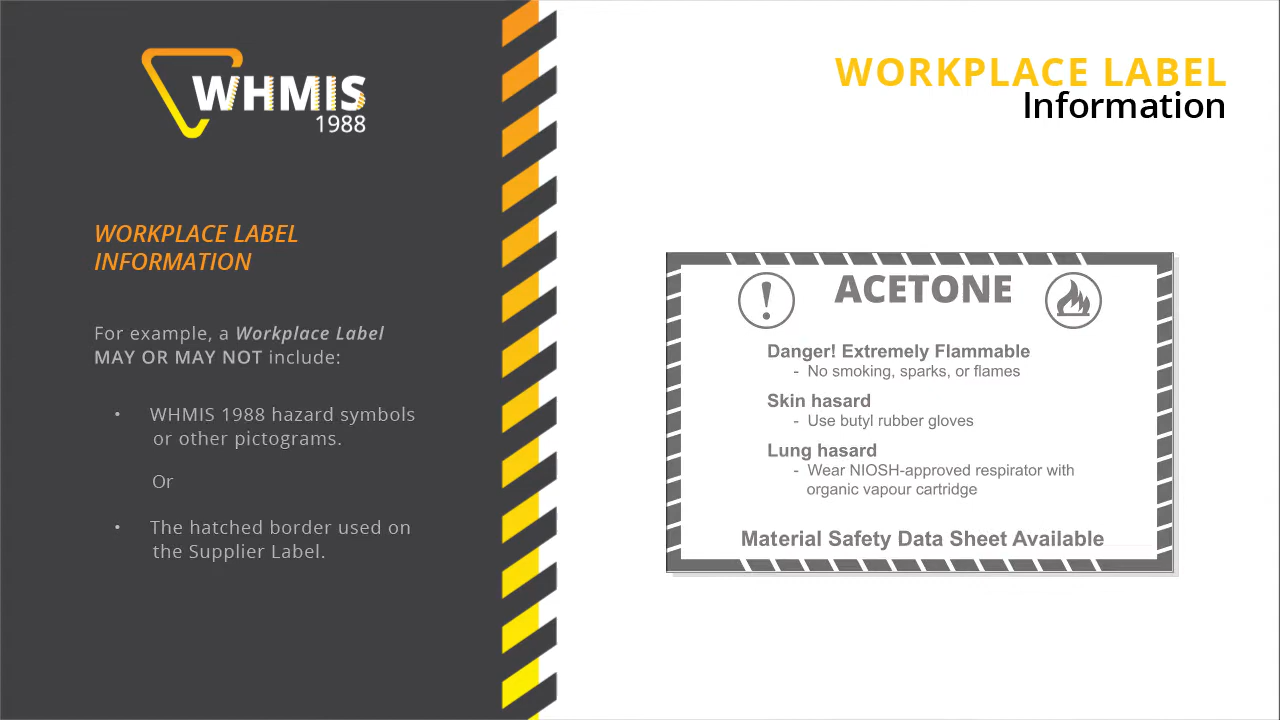 WHMIS
1988
WORKPLACE LABEL
INFORMATION
For example, a Workplace Label
MAY OR MAY NOT include:
• WHMIS 1988 hazard symbols
or other pictograms.
Or
• The hatched border used on
the Supplier Label.
WORKPLACE LABEL
Information
ACETONE
Danger! Extremely Flammable
- No smoking, sparks, or flames
Skin hasard
- Use butyl rubber gloves
Lung hasard
- Wear NIOSH-approved respirator with
organic vapour cartridge
Material Safety Data Sheet Available